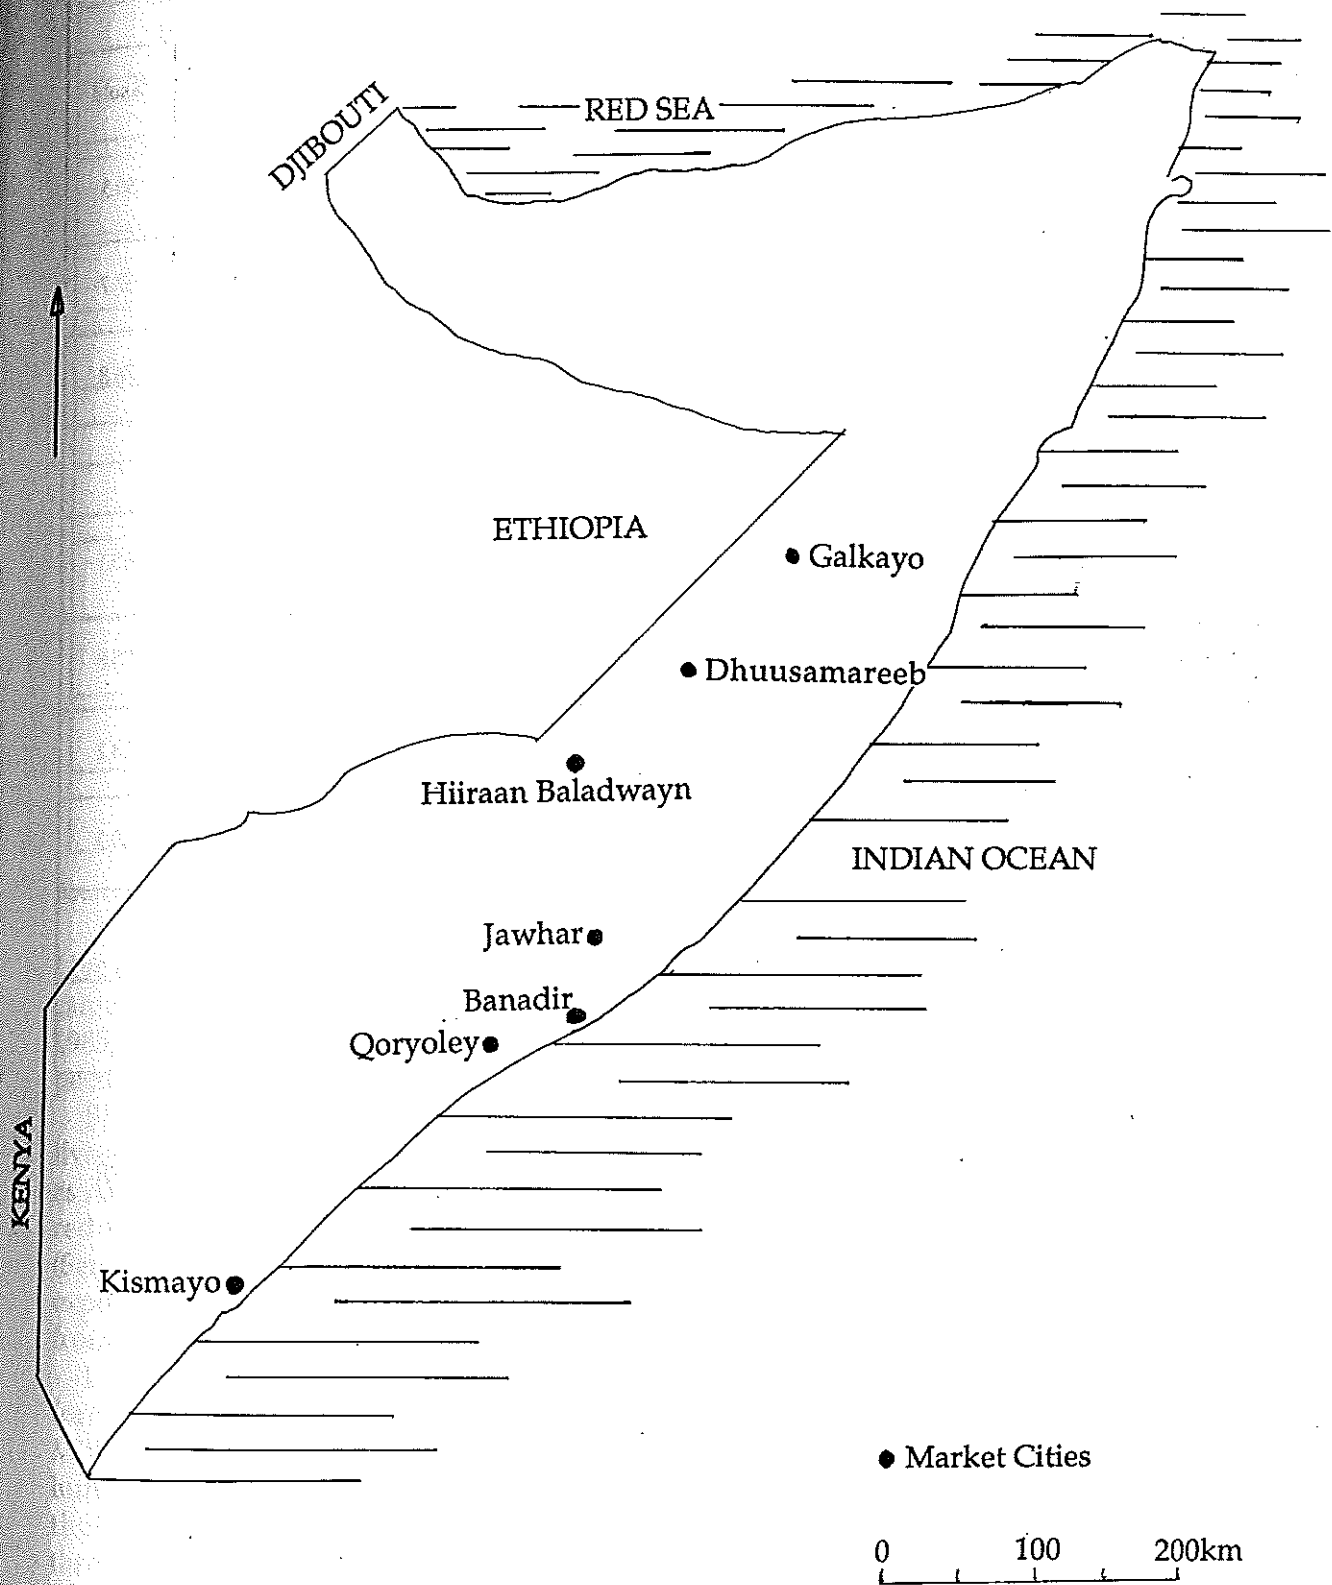 RED SEA
DJIBOUTI
ETHIOPIA
Galkayo
Dhuusamareeb
Hiiraan Baladwayn
INDIAN OCEAN
Jawhar
Banadir
Qoryoley
KENYA
Kismayo
Market Cities
0 100 200km